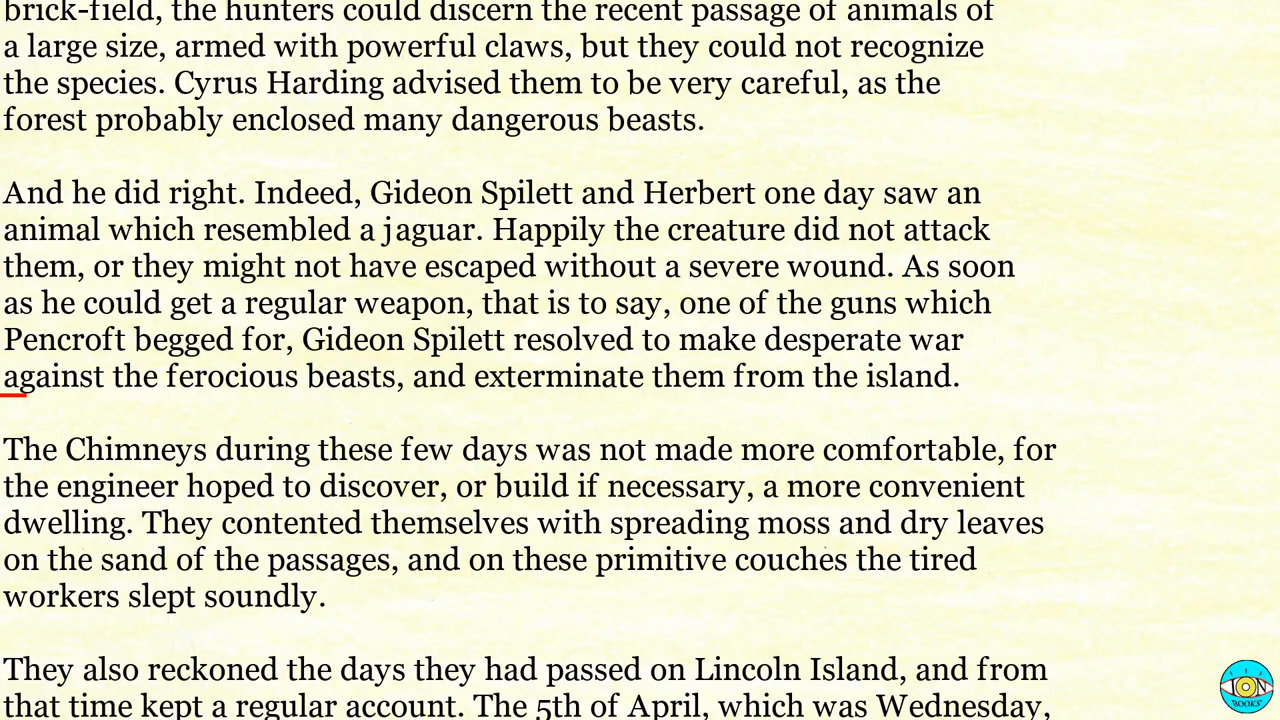 brick-field, the hunters could discern the recent passage of animals of
a large size, armed with powerful claws, but they could not recognize
the species. Cyrus Harding advised them to be very careful, as the
forest probably enclosed many dangerous beasts.
And he did right. Indeed, Gideon Spilett and Herbert one day saw an
animal which resembled a jaguar. Happily the creature did not attack
them, or they might not have escaped without a severe wound. As soon
as he could get a regular weapon, that is to say, one of the guns which
Pencroft begged for, Gideon Spilett resolved to make desperate war
against the ferocious beasts, and exterminate them from the island.
The Chimneys during these few days was not made more comfortable, for
the engineer hoped to discover, or build if necessary, a more convenient
dwelling. They contented themselves with spreading moss and dry leaves
on the sand of the passages, and on these primitive couches the tired
workers slept soundly.
They also reckoned the days they had passed on Lincoln Island, and from
that time kept a regular account. The 5th of April, which was Wednesday,
ION
BOOKS